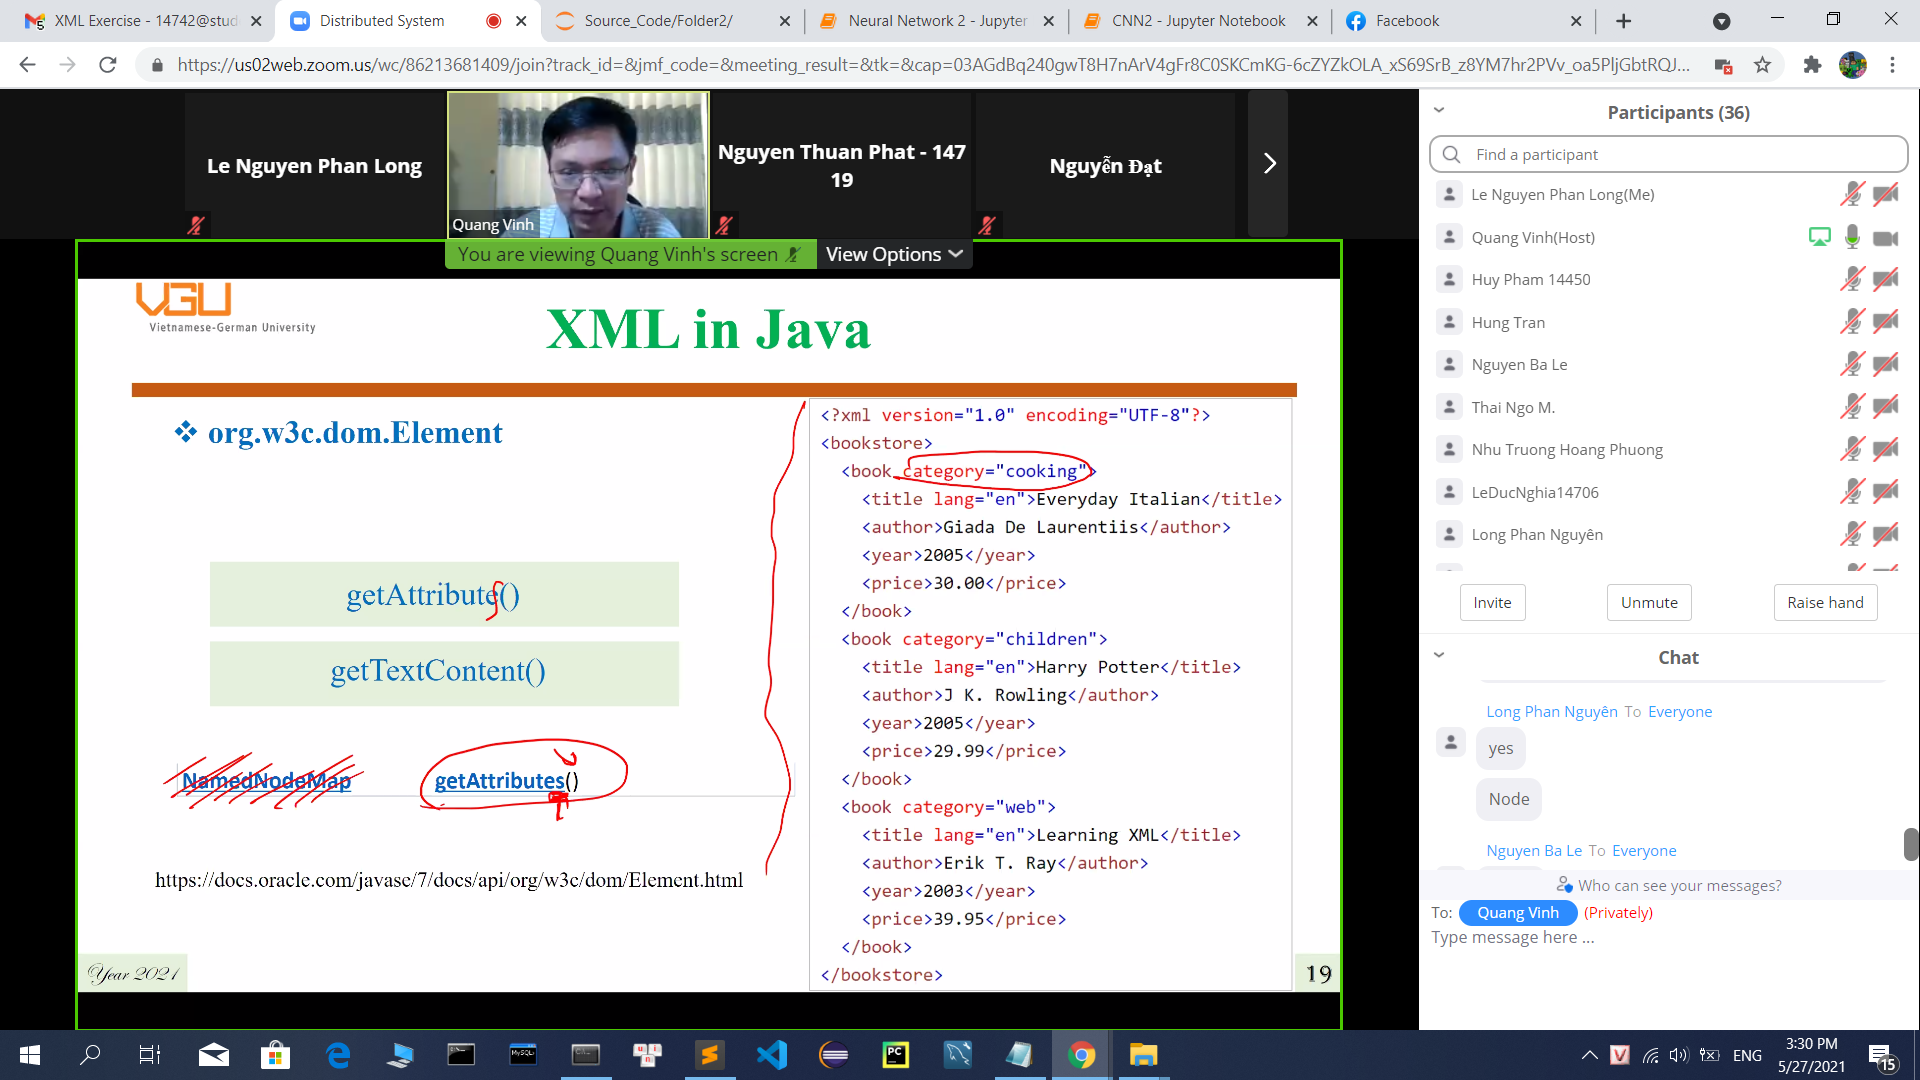 XML Exercise - 14742@stud
Distributed System
Source_Code/Folder2/
Neural Network 2 - Jupyter
CNN2 - Jupyter Notebook
Facebook
https://us02web.zoom.us/wc/86213681409/join?track_id=&jmf_code=&meeting_result=&tk=&cap=03AGdBq240gwT8H7nArV4gFr8C0SKCmKG-6cZYZkOLA_xS69SrB_z8YM7hr2PVv_oa5PljGbtRQJ...
Le Nguyen Phan Long
Quang Vinh
Nguyen Thuan Phat - 147
19
Nguyễn Đạt
You are viewing Quang Vinh's screen
View Options
VGU
Vietnamese-German University
XML in Java
❖ org.w3c.dom.Element
getAttributes()
getTextContent()
NamedNodeMap
getAttributes()
https://docs.oracle.com/javase/7/docs/api/org/w3c/dom/Element.html
Year 2021
<?xml version="1.0" encoding="UTF-8"?>
<bookstore>
<book category="cooking">
<title lang="en">Everyday Italian</title>
<author>Giada De Laurentiis</author>
<year>2005</year>
<price>30.00</price>
</book>
<book category="children">
<title lang="en">Harry Potter</title>
<author>J K. Rowling</author>
<year>2005</year>
<price>29.99</price>
</book>
<book category="web">
<title lang="en">Learning XML</title>
<author>Erik T. Ray</author>
<year>2003</year>
<price>39.95</price>
</book>
</bookstore>
19
Participants (36)
Find a participant
Le Nguyen Phan Long(Me)
Quang Vinh(Host)
Huy Pham 14450
Hung Tran
Nguyen Ba Le
Thai Ngo M.
Nhu Truong Hoang Phuong
LeDucNghia14706
Long Phan Nguyên
Invite
Unmute
Raise hand
Chat
Long Phan Nguyên To Everyone
yes
Node
Nguyen Ba Le To Everyone
Who can see your messages?
To: Quang Vinh (Privately)
Type message here ...
ENG
3:30 PM
5/27/2021
15